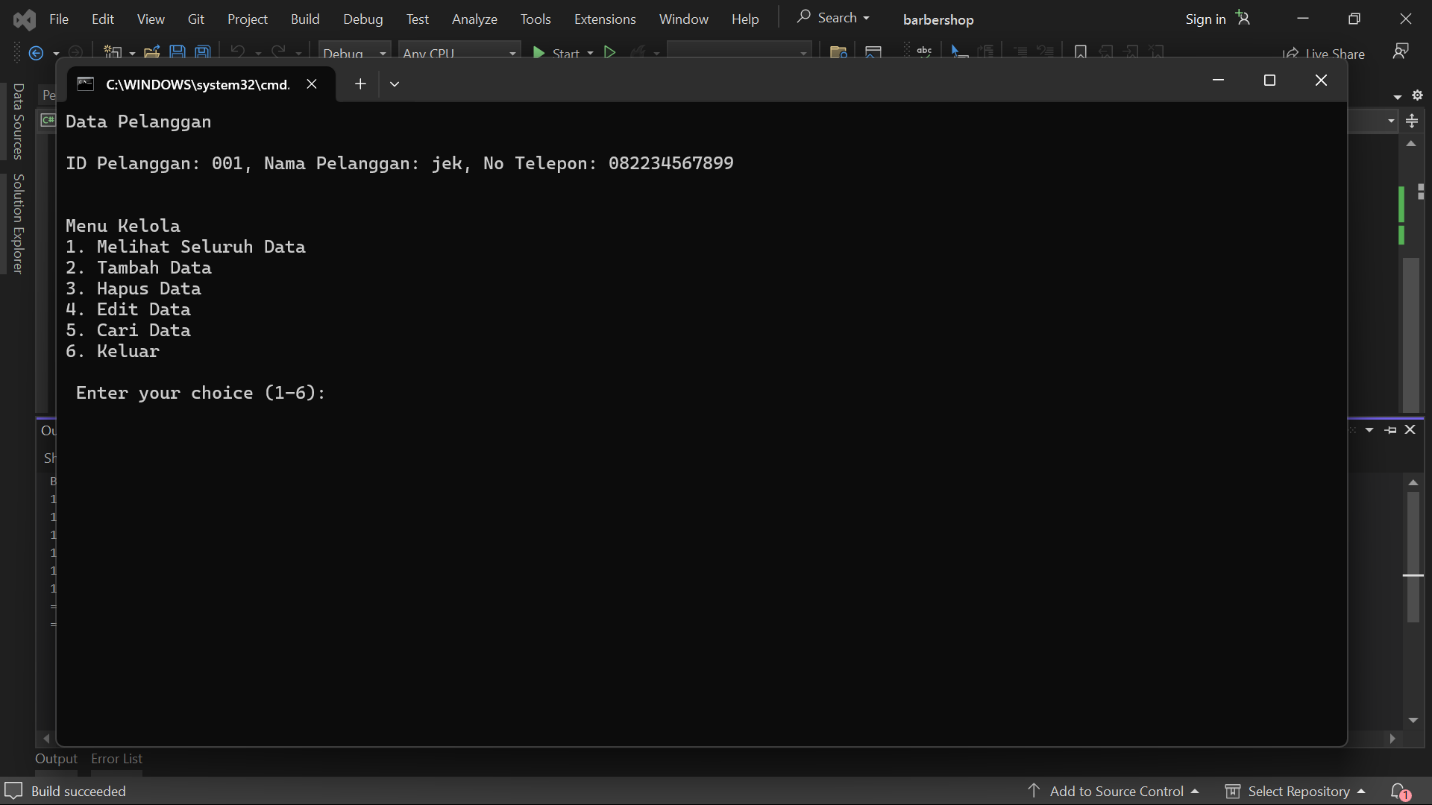 File Edit View Git Project Build Debug Test Analyze Tools Extensions Window Help Search barbershop Sign in
Debug Any CPU Start Live Share
C:\WINDOWS\system32\cmd.
Data Sources
Solution Explorer
Data Pelanggan
ID Pelanggan: 001, Nama Pelanggan: jek, No Telepon: 082234567899
Menu Kelola
1. Melihat Seluruh Data
2. Tambah Data
3. Hapus Data
4. Edit Data
5. Cari Data
6. Keluar
Enter your choice (1-6):
Output Error List
Build succeeded Add to Source Control Select Repository 1